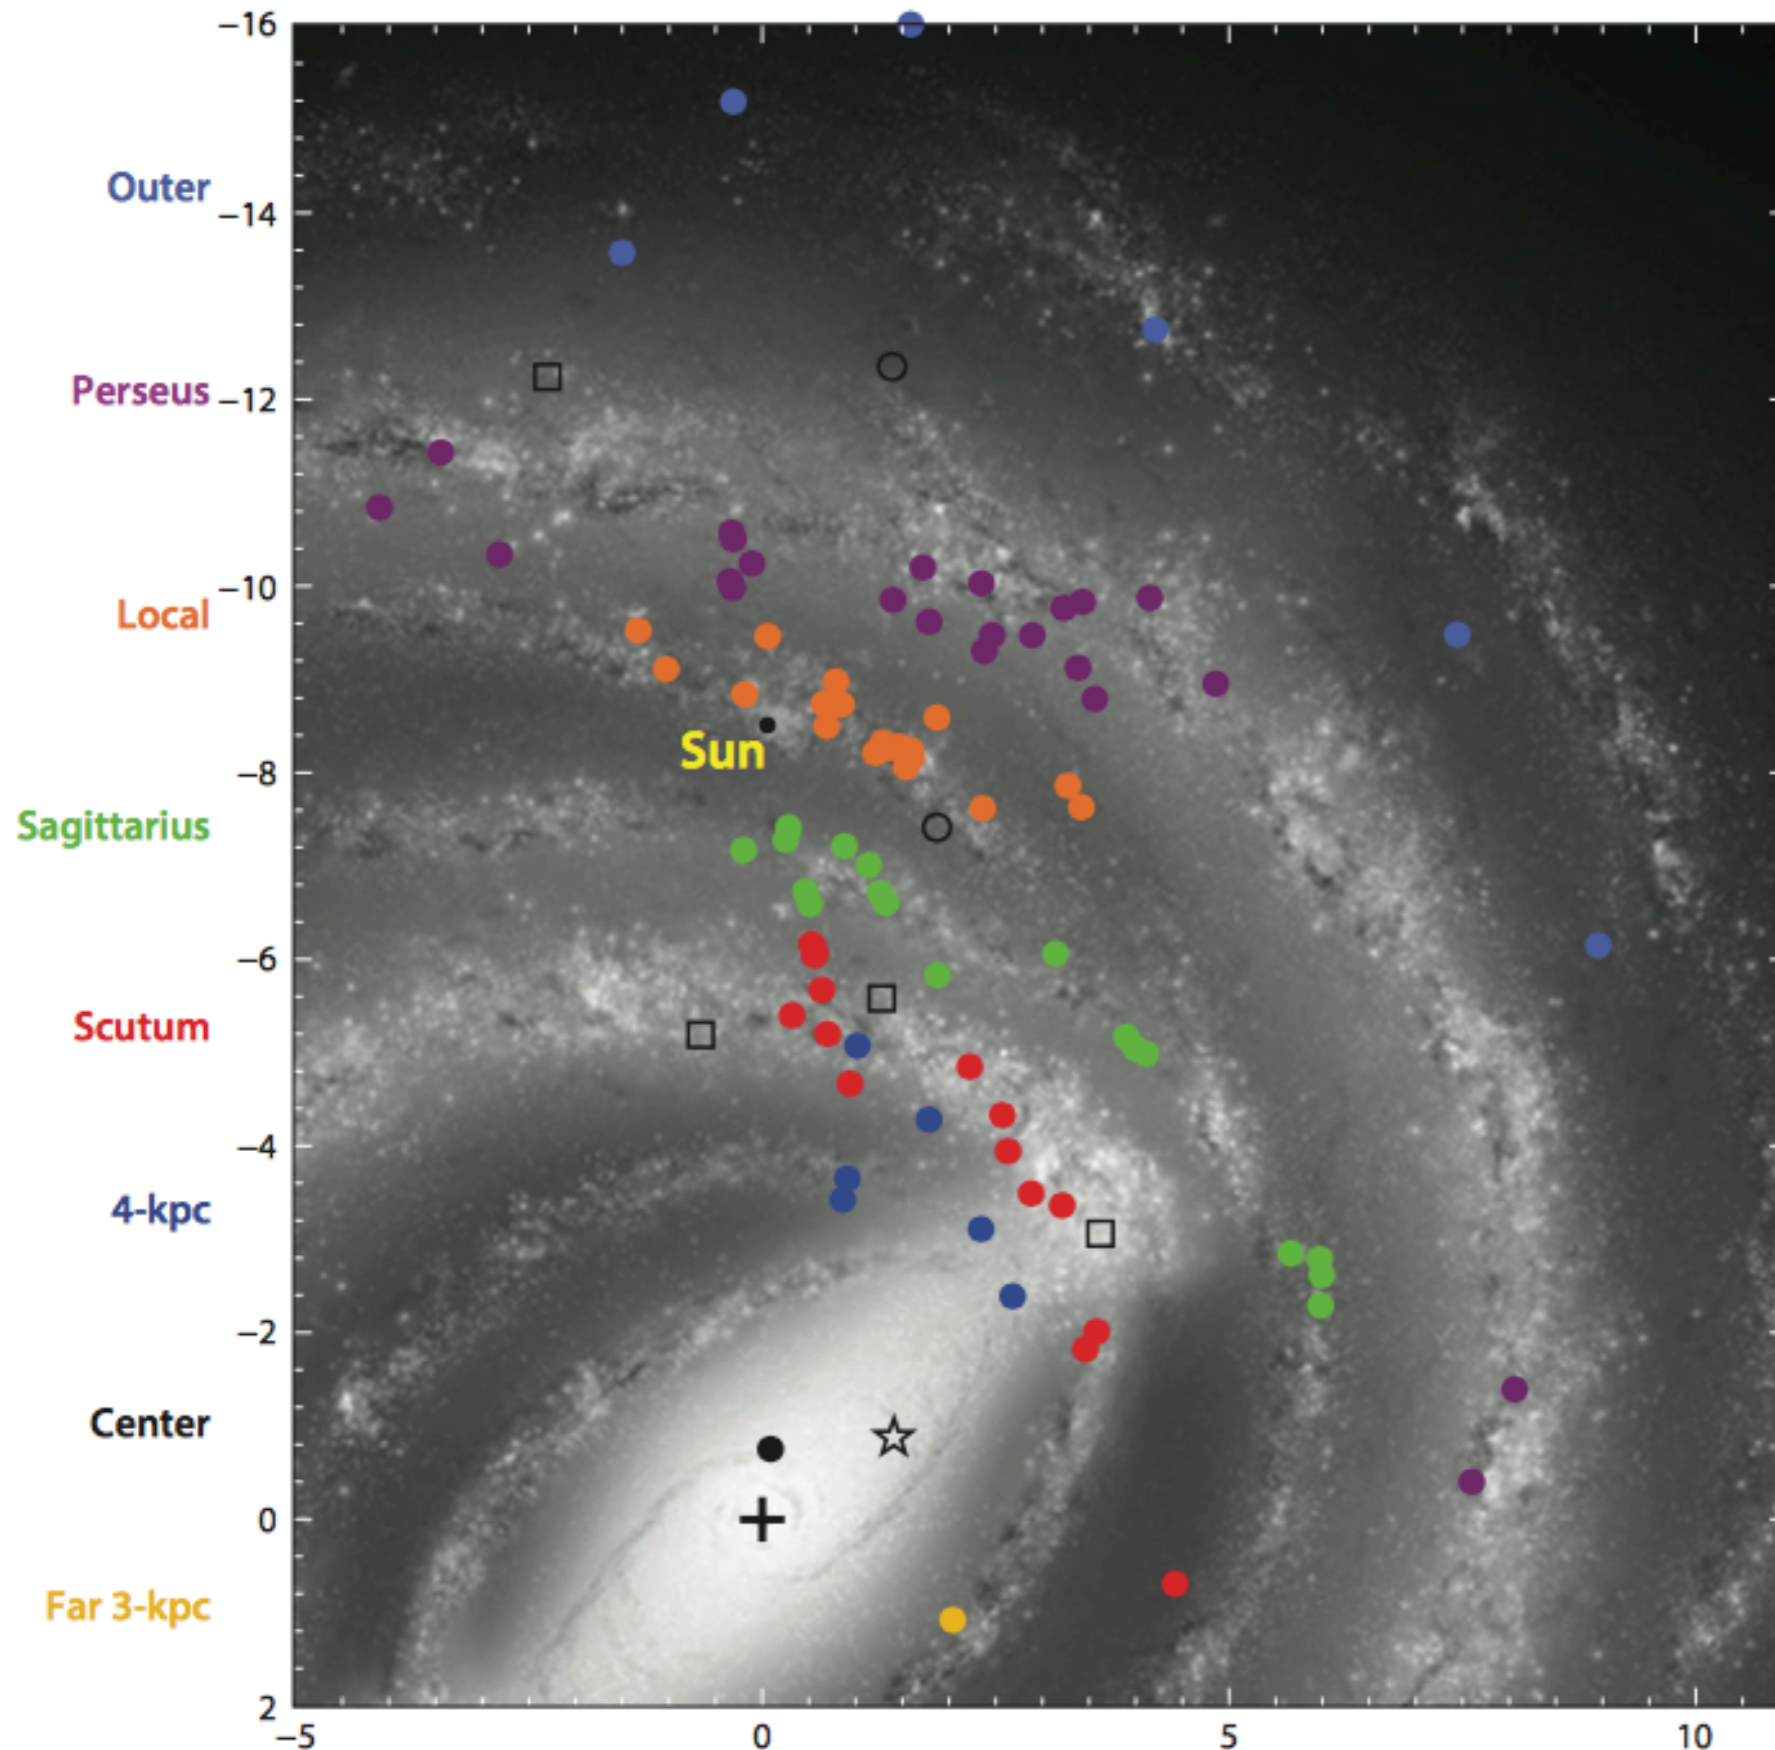 −16
Outer
−14
Perseus
−12
−10
Local
Sun
−8
Sagittarius
−6
Scutum
−4
4-kpc
−2
Center
0
Far 3-kpc
2
−5 0 5 10